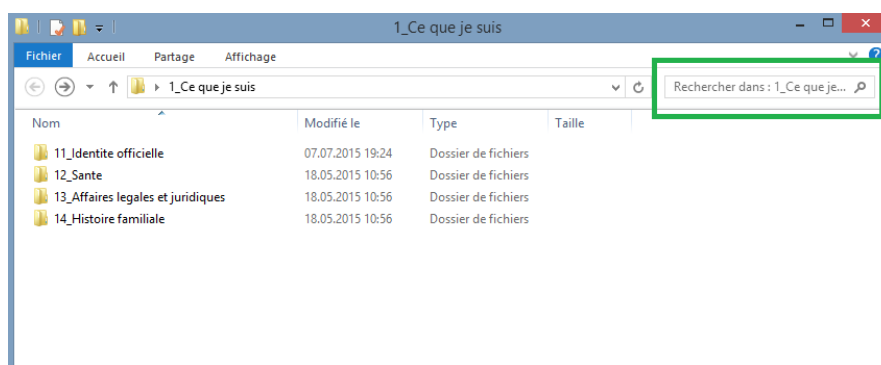 1_Ce que je suis
Fichier Accueil Partage Affichage
1_Ce que je suis Rechercher dans : 1_Ce que je...
Nom Modifié le Type Taille
11_Identite officielle 07.07.2015 19:24 Dossier de fichiers
12_Sante 18.05.2015 10:56 Dossier de fichiers
13_Affaires legales et juridiques 18.05.2015 10:56 Dossier de fichiers
14_Histoire familiale 18.05.2015 10:56 Dossier de fichiers